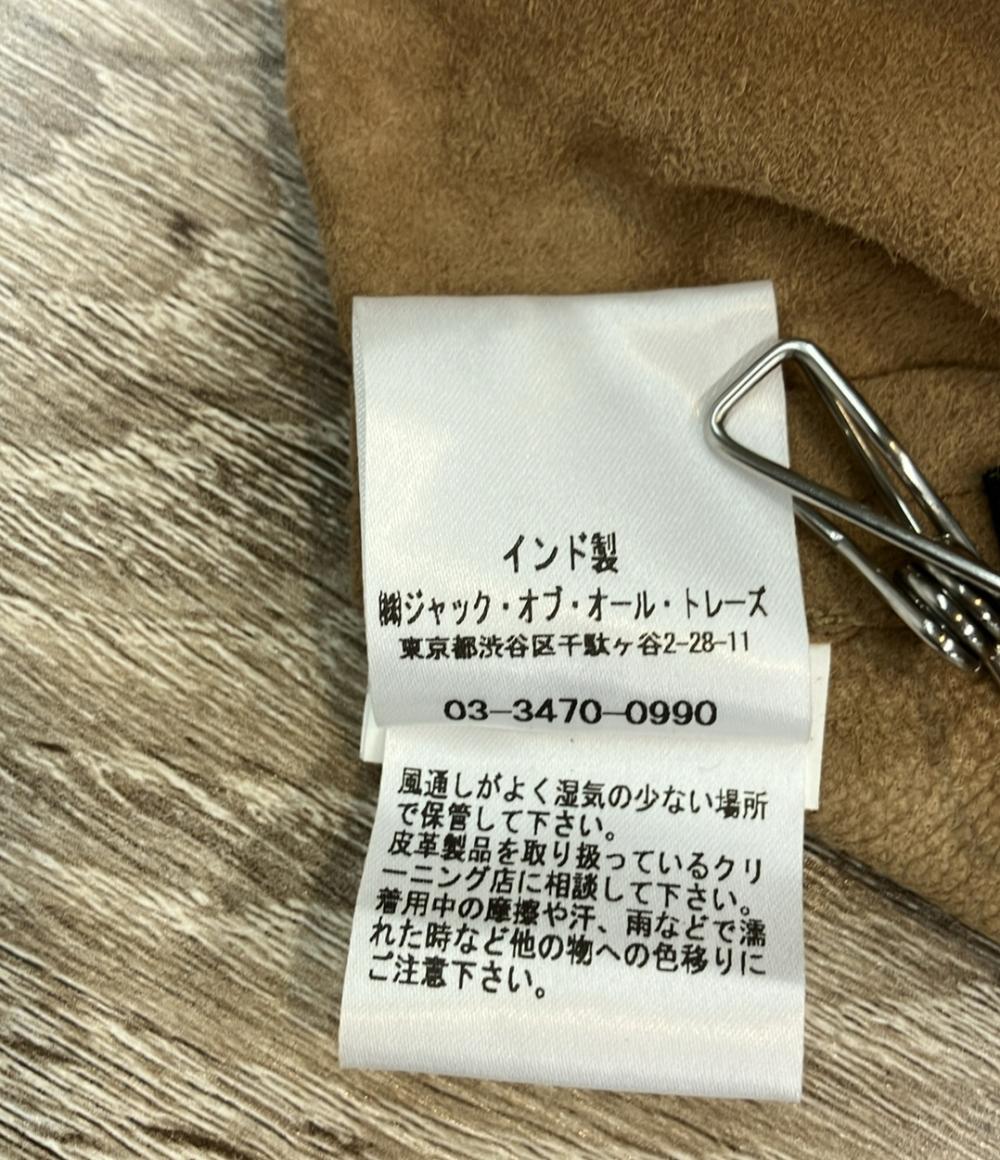 インド製
㈱ジャック・オブ・オール・トレーズ
東京都渋谷区千駄ヶ谷2-28-11
03-3470-0990
風通しがよく湿気の少ない場所
で保管して下さい。
皮革製品を取り扱っているクリ
ーニング店に相談して下さい。
着用中の摩擦や汗、雨などで濡
れた時など他の物への色移りに
ご注意下さい。